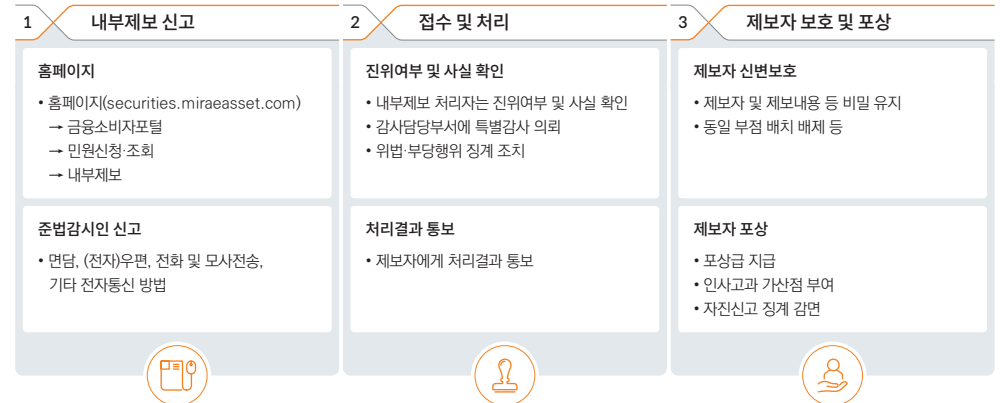 1 내부제보 신고
홈페이지
• 홈페이지(securities.miraeasset.com)
→ 금융소비자포털
→ 민원신청·조회
→ 내부제보
준법감시인 신고
• 면담, (전자)우편, 전화 및 모사전송,
기타 전자통신 방법
2 접수 및 처리
진위여부 및 사실 확인
• 내부제보 처리자는 진위여부 및 사실 확인
• 감사담당부서에 특별감사 의뢰
• 위법·부당행위 징계 조치
처리결과 통보
• 제보자에게 처리결과 통보
3 제보자 보호 및 포상
제보자 신변보호
• 제보자 및 제보내용 등 비밀 유지
• 동일 부점 배치 배제 등
제보자 포상
• 포상급 지급
• 인사고과 가산점 부여
• 자진신고 징계 감면